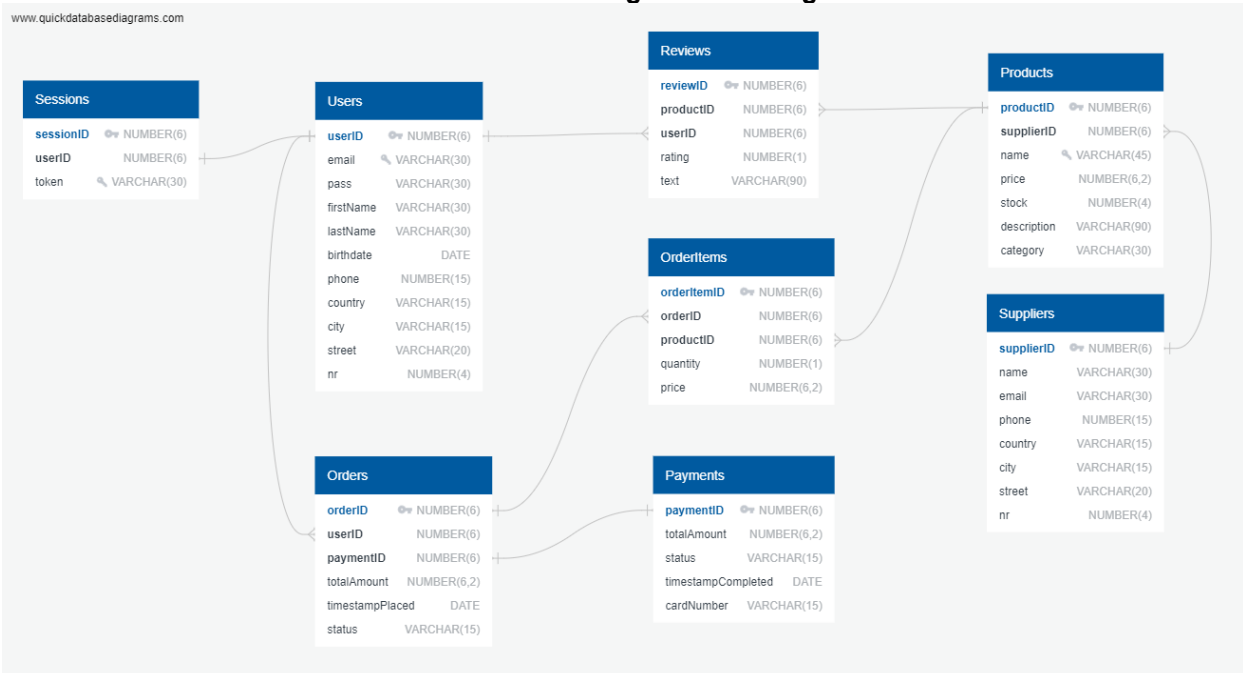 www.quickdatabasediagrams.com
Sessions
sessionID NUMBER(6)
userID NUMBER(6)
token VARCHAR(30)
Users
userID NUMBER(6)
email VARCHAR(30)
pass VARCHAR(30)
firstName VARCHAR(30)
lastName VARCHAR(30)
birthdate DATE
phone NUMBER(15)
country VARCHAR(15)
city VARCHAR(15)
street VARCHAR(20)
nr NUMBER(4)
Reviews
reviewID NUMBER(6)
productID NUMBER(6)
userID NUMBER(6)
rating NUMBER(1)
text VARCHAR(90)
Products
productID NUMBER(6)
supplierID NUMBER(6)
name VARCHAR(45)
price NUMBER(6,2)
stock NUMBER(4)
description VARCHAR(90)
category VARCHAR(30)
OrderItems
orderItemID NUMBER(6)
orderID NUMBER(6)
productID NUMBER(6)
quantity NUMBER(1)
price NUMBER(6,2)
Suppliers
supplierID NUMBER(6)
name VARCHAR(30)
email VARCHAR(30)
phone NUMBER(15)
country VARCHAR(15)
city VARCHAR(15)
street VARCHAR(20)
nr NUMBER(4)
Orders
orderID NUMBER(6)
userID NUMBER(6)
paymentID NUMBER(6)
totalAmount NUMBER(6,2)
timestampPlaced DATE
status VARCHAR(15)
Payments
paymentID NUMBER(6)
totalAmount NUMBER(6,2)
status VARCHAR(15)
timestampCompleted DATE
cardNumber VARCHAR(15)